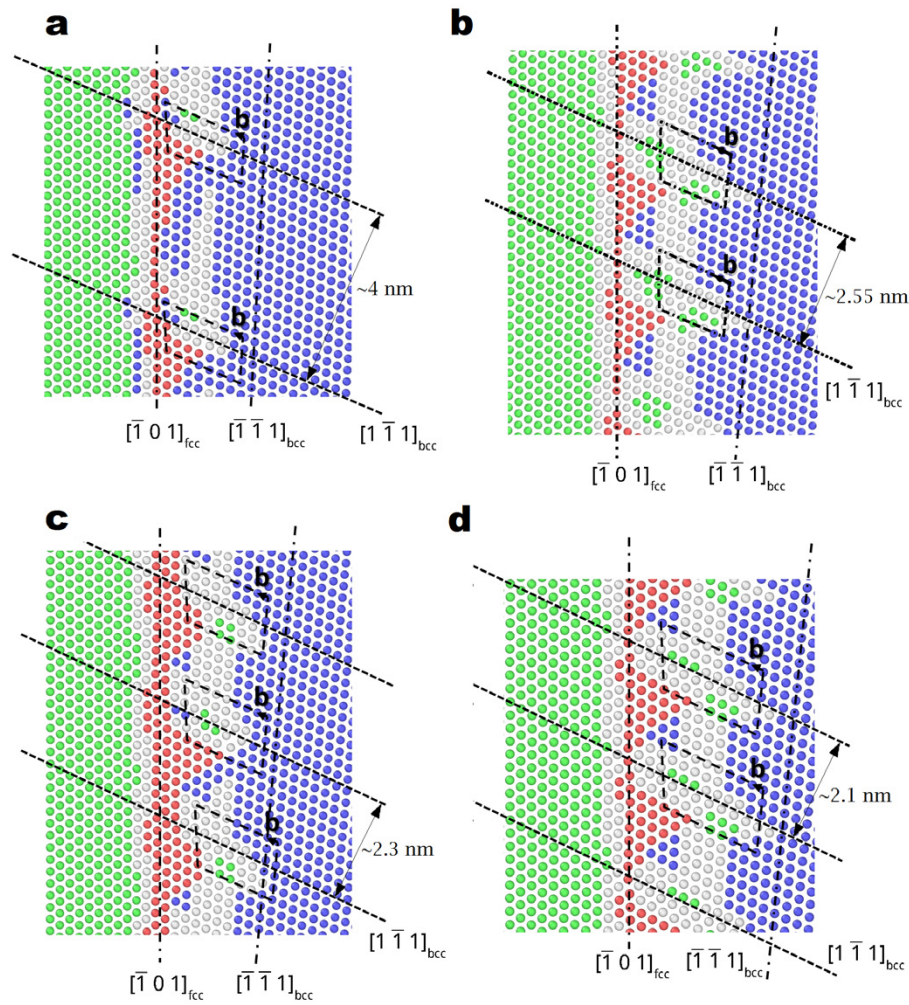 a
b
b
b
~4 nm
[1̅ 0 1]fcc
[1̅ 1̅ 1]bcc
[1 1̅ 1]bcc
b
b
b
~2.55 nm
[1 1̅ 1]bcc
[1̅ 0 1]fcc
[1̅ 1̅ 1]bcc
c
b
b
b
~2.3 nm
[1 1̅ 1]bcc
[1̅ 0 1]fcc
[1̅ 1̅ 1]bcc
d
b
b
~2.1 nm
[1̅ 0 1]fcc
[1̅ 1̅ 1]bcc
[1 1̅ 1]bcc